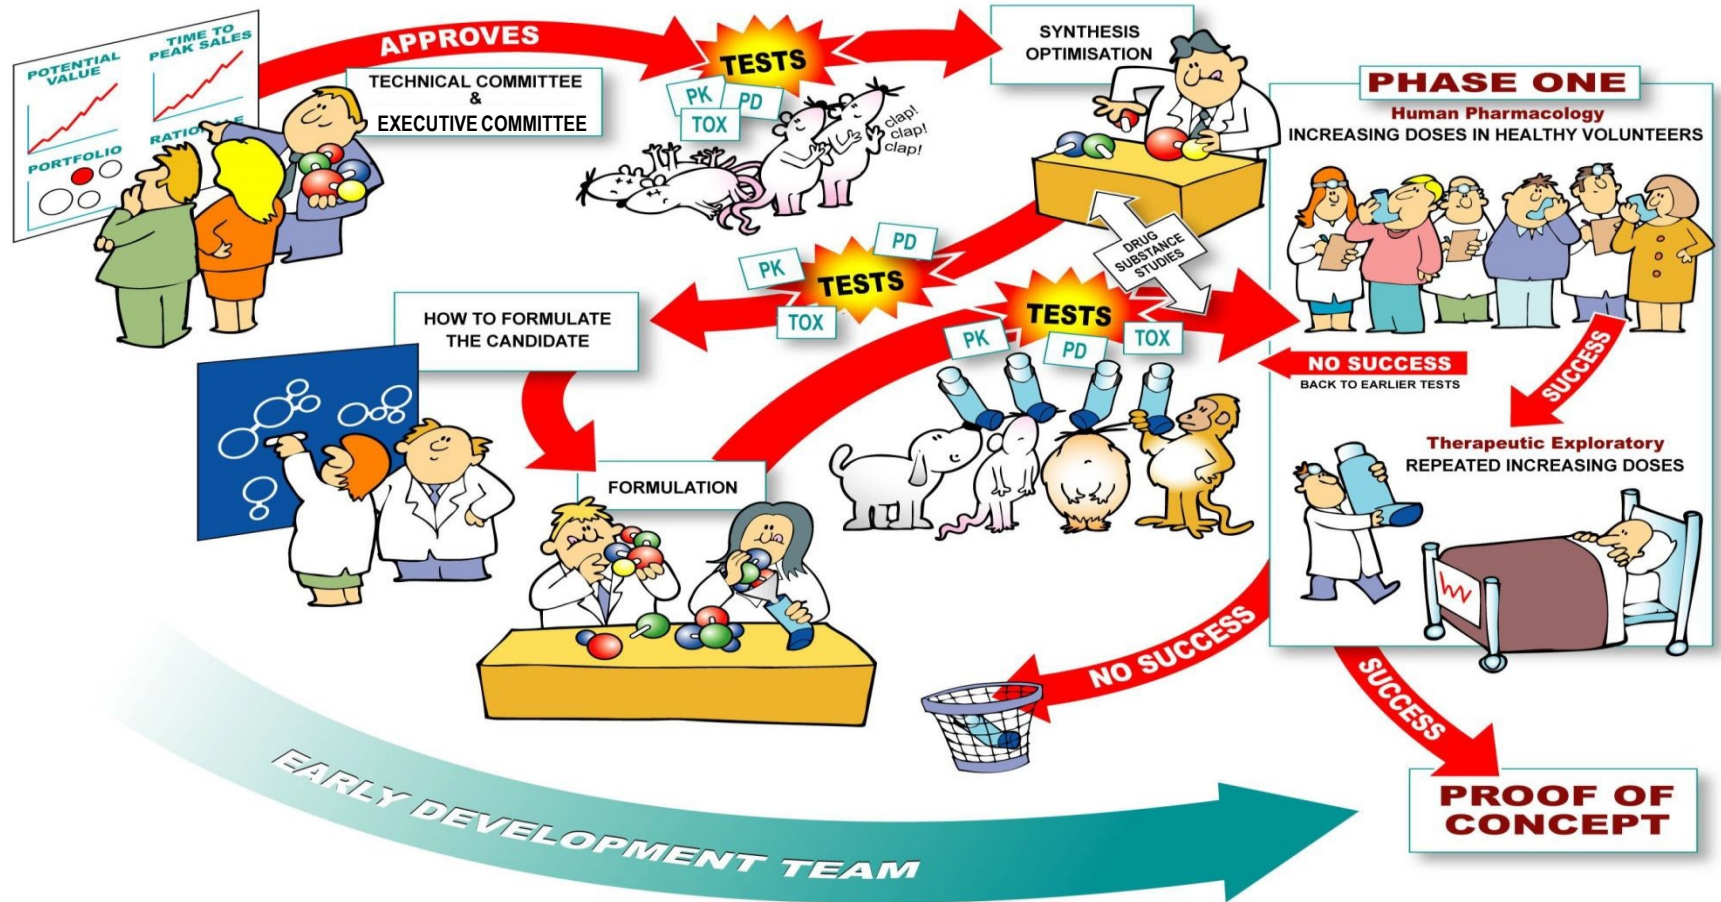 POTENTIAL
VALUE
TIME TO
PEAK SALES
PORTFOLIO
RATIONALE
APPROVES
TECHNICAL COMMITTEE
&
EXECUTIVE COMMITTEE
TESTS
PK
PD
TOX
clap!
clap!
clap!
SYNTHESIS
OPTIMISATION
DRUG
SUBSTANCE
STUDIES
TESTS
PK
PD
TOX
HOW TO FORMULATE
THE CANDIDATE
FORMULATION
TESTS
PK
PD
TOX
PHASE ONE
Human Pharmacology
INCREASING DOSES IN HEALTHY VOLUNTEERS
NO SUCCESS
BACK TO EARLIER TESTS
SUCCESS
Therapeutic Exploratory
REPEATED INCREASING DOSES
NO SUCCESS
SUCCESS
PROOF OF
CONCEPT
EARLY DEVELOPMENT TEAM